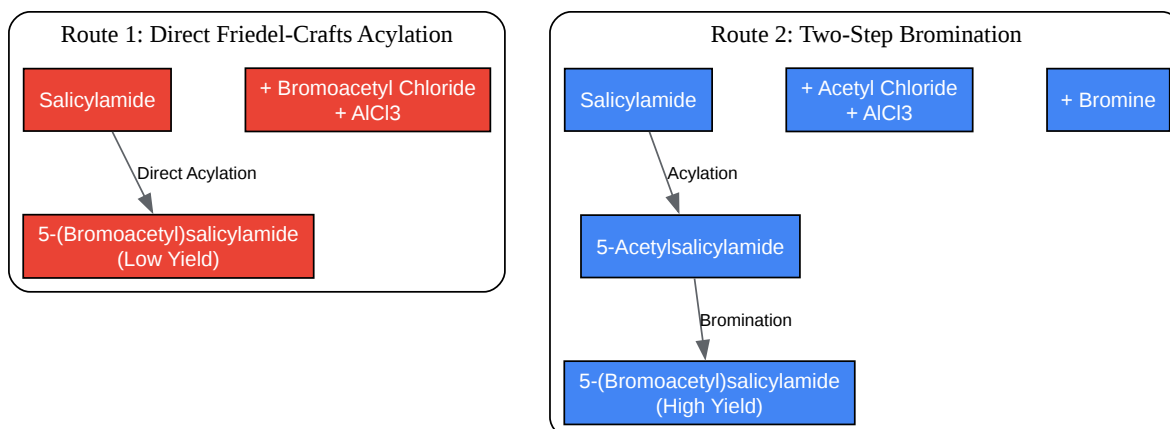 Route 1: Direct Friedel-Crafts Acylation
Salicylamide
+ Bromoacetyl Chloride
+ AlCl3
Direct Acylation
5-(Bromoacetyl)salicylamide
(Low Yield)
Route 2: Two-Step Bromination
Salicylamide
+ Acetyl Chloride
+ AlCl3
+ Bromine
Acylation
5-Acetylsalicylamide
Bromination
5-(Bromoacetyl)salicylamide
(High Yield)